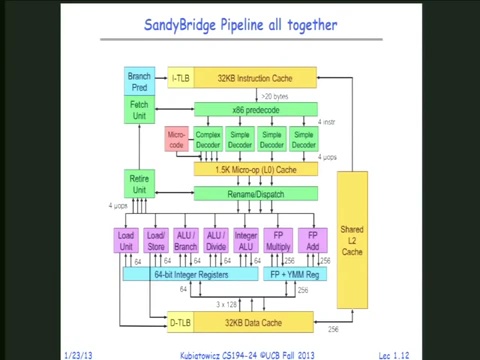 SandyBridge Pipeline all together
Branch
Pred
I-TLB
32KB Instruction Cache
>20 bytes
Fetch
Unit
x86 predecode
4 instr
Micro-
code
Complex
Decoder
Simple
Decoder
Simple
Decoder
Simple
Decoder
4 µops
1.5K Micro-op (L0) Cache
Retire
Unit
Rename/Dispatch
4 µops
Load
Unit
Load/
Store
ALU /
Branch
ALU /
Divide
Integer
ALU
FP
Multiply
FP
Add
Shared
L2
Cache
64
64
64
64
64
256
256
64-bit Integer Registers
FP + YMM Reg
64
3 x 128
256
D-TLB
32KB Data Cache
256
1/23/13
Kubiatowicz CS194-24 ©UCB Fall 2013
Lec 1.12